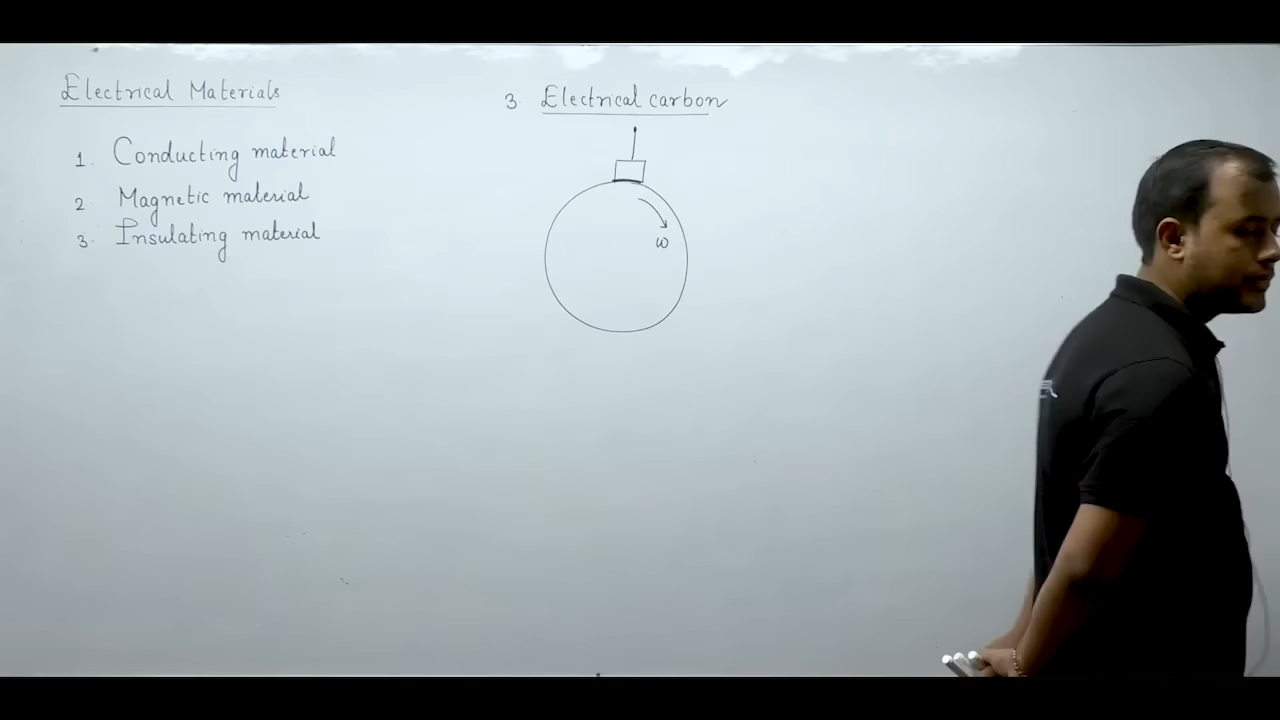 Electrical Materials
1. Conducting material
2. Magnetic material
3. Insulating material
3. Electrical carbon
ω